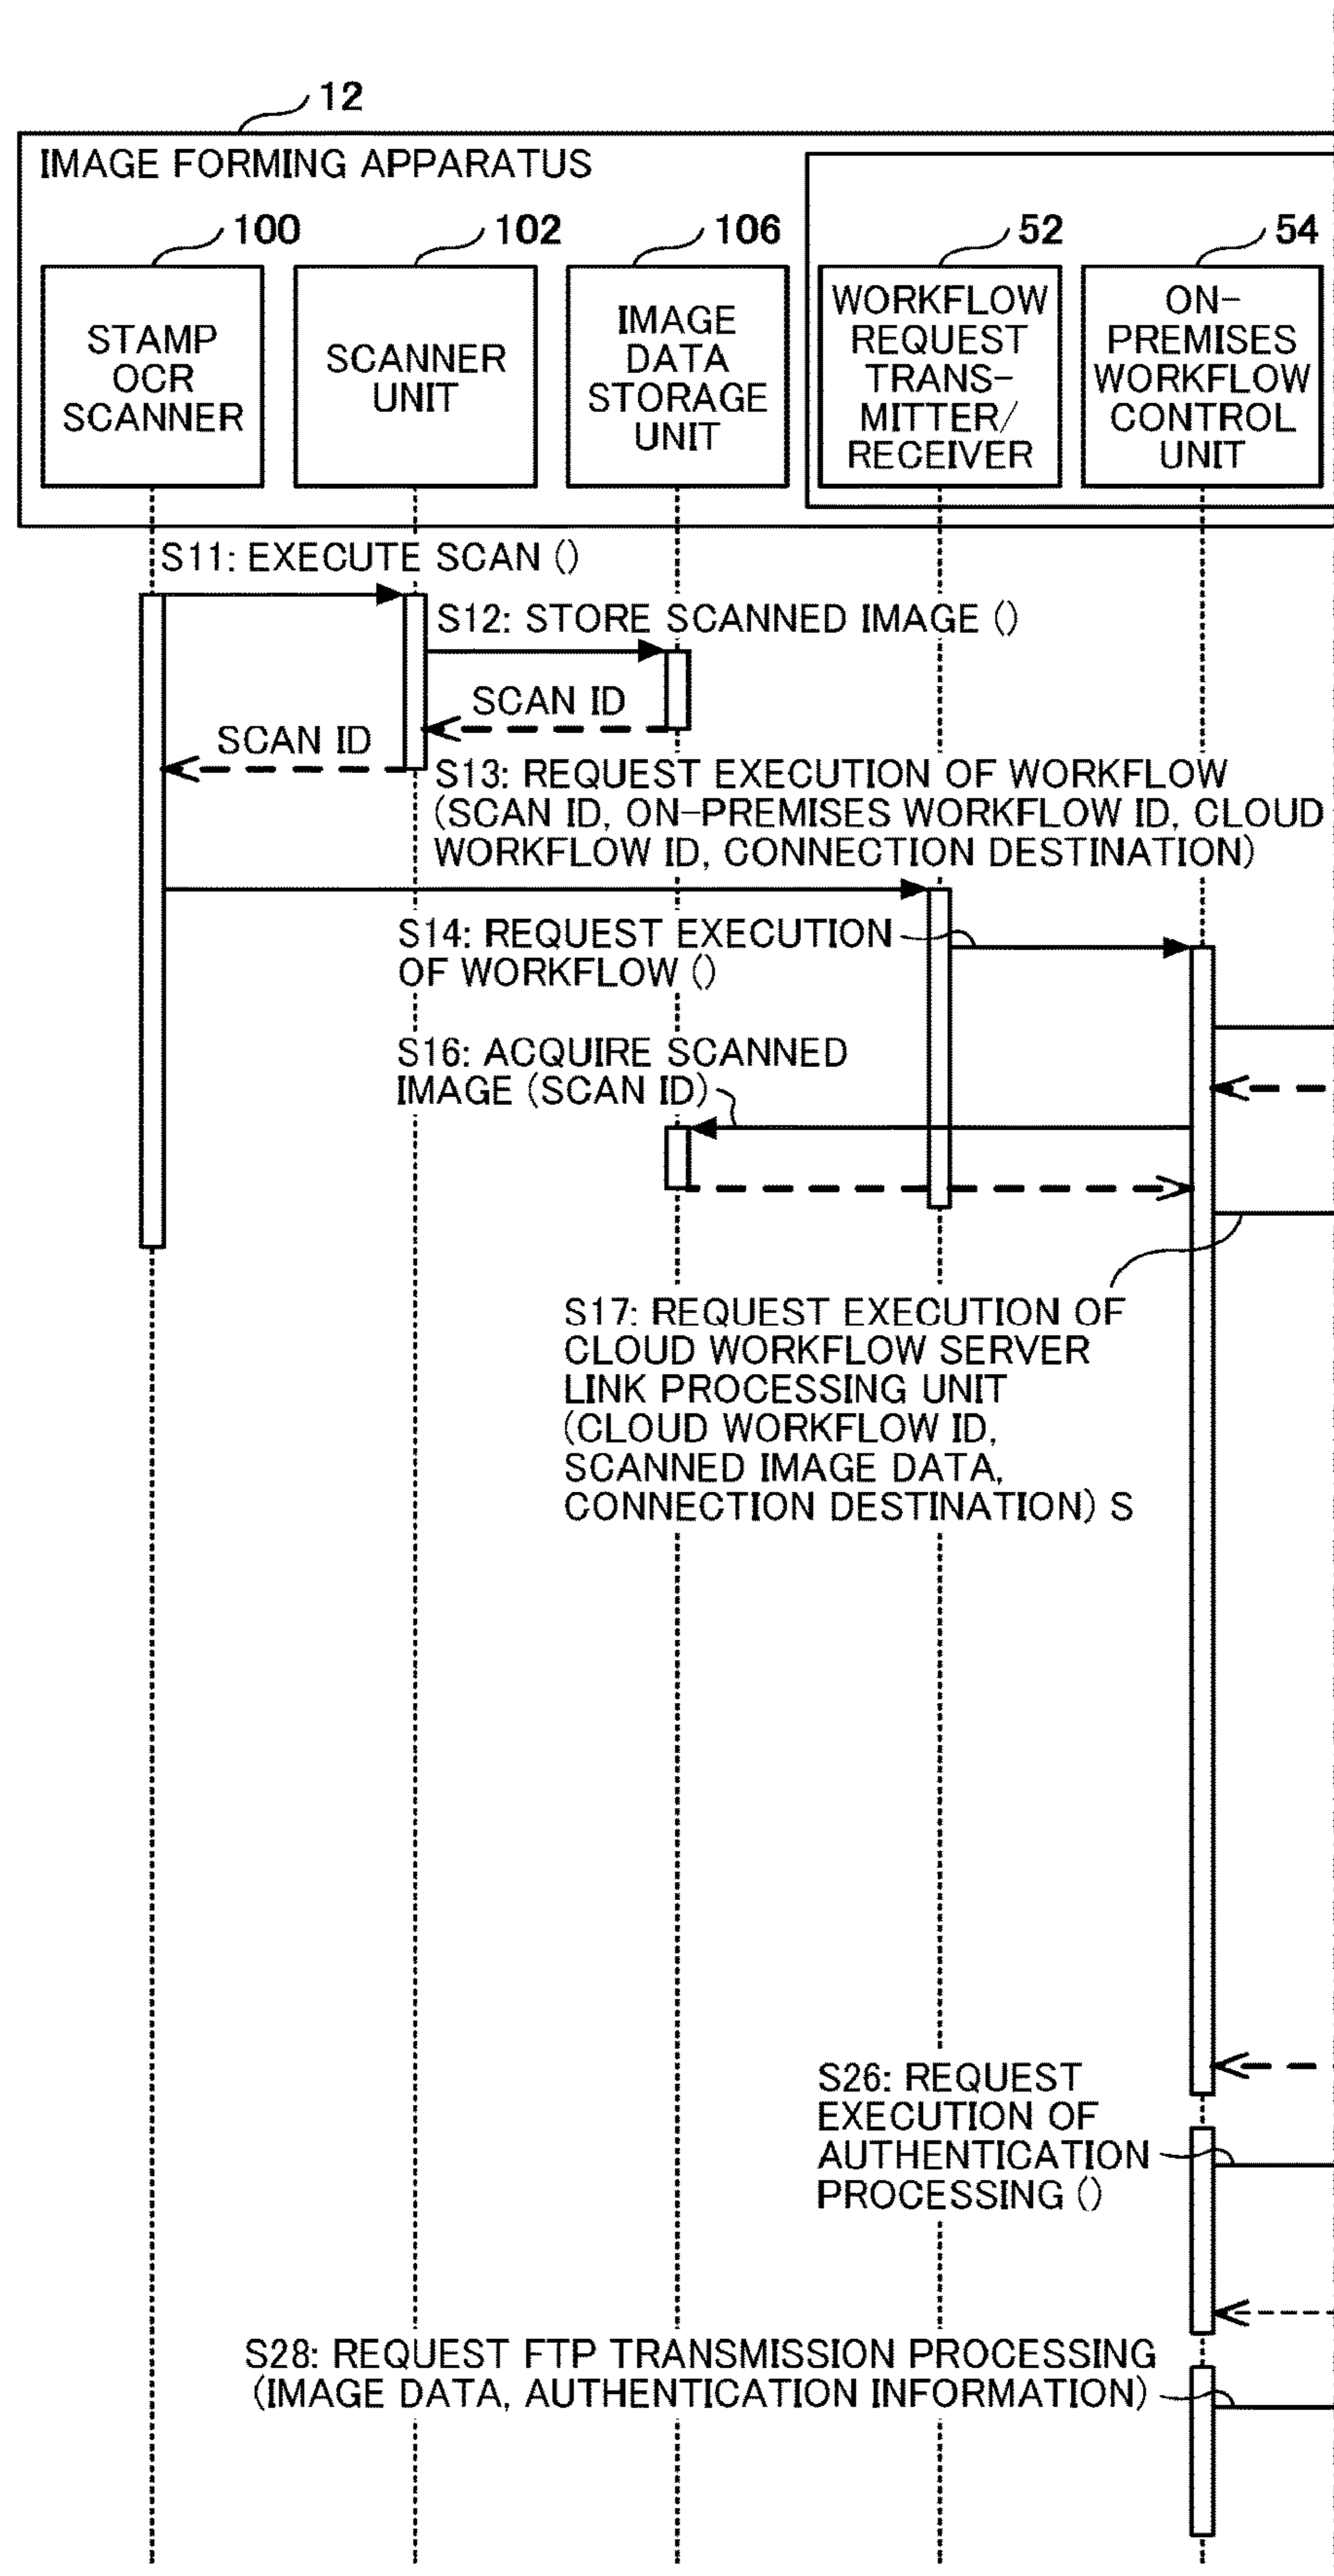 12
IMAGE FORMING APPARATUS
100
102
106
52
54
STAMP
OCR
SCANNER
SCANNER
UNIT
IMAGE
DATA
STORAGE
UNIT
WORKFLOW
REQUEST
TRANS-
MITTER/
RECEIVER
ON-
PREMISES
WORKFLOW
CONTROL
UNIT
S11: EXECUTE SCAN ()
S12: STORE SCANNED IMAGE ()
SCAN ID
SCAN ID
S13: REQUEST EXECUTION OF WORKFLOW
(SCAN ID, ON-PREMISES WORKFLOW ID, CLOUD
WORKFLOW ID, CONNECTION DESTINATION)
S14: REQUEST EXECUTION
OF WORKFLOW ()
S16: ACQUIRE SCANNED
IMAGE (SCAN ID)
S17: REQUEST EXECUTION OF
CLOUD WORKFLOW SERVER
LINK PROCESSING UNIT
(CLOUD WORKFLOW ID,
SCANNED IMAGE DATA,
CONNECTION DESTINATION) S
S26: REQUEST
EXECUTION OF
AUTHENTICATION
PROCESSING ()
S28: REQUEST FTP TRANSMISSION PROCESSING
(IMAGE DATA, AUTHENTICATION INFORMATION)